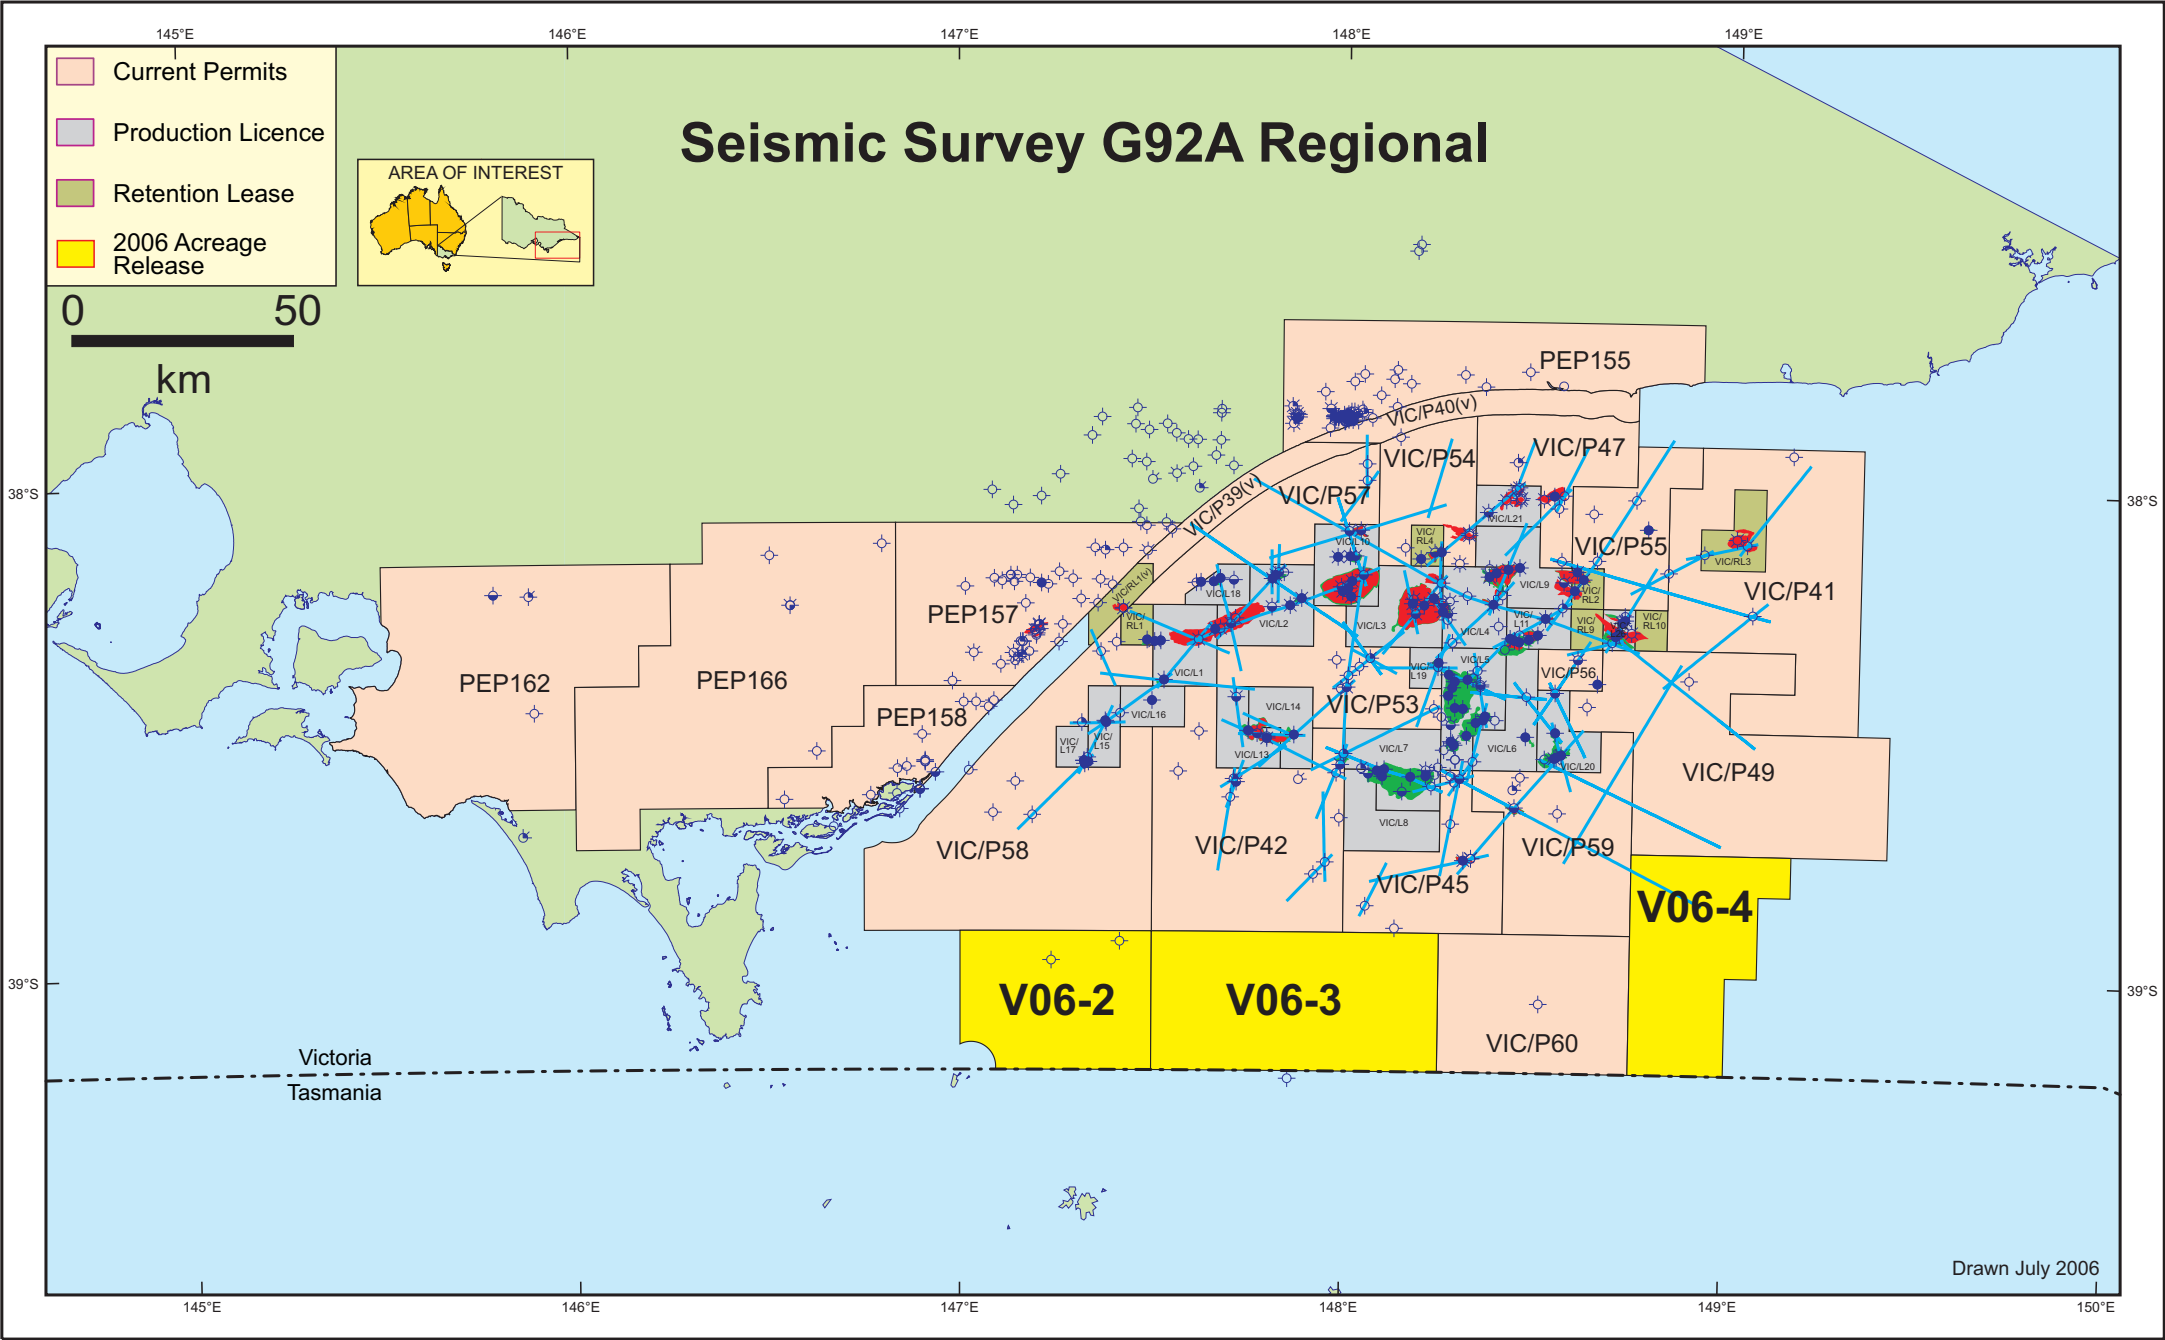 145°E
146°E
147°E
148°E
149°E
Current Permits
Production Licence
Retention Lease
2006 Acreage
Release
Seismic Survey G92A Regional
AREA OF INTEREST
0
50
km
PEP155
VIC/P40(v)
VIC/P54
VIC/P47
VIC/P57
VIC/P39(v)
38°S
38°S
VIC/L21
VIC/L10
VIC/
RL4
VIC/P55
VIC/RL3
VIC/RL1(v)
VIC/L18
VIC/L9
VIC/
RL2
VIC/P41
PEP157
VIC/
RL1
VIC/L2
VIC/L3
VIC/L4
VIC/
L11
VIC/
RL9
VIC/
RL10
PEP162
PEP166
VIC/L1
VIC/
L19
VIC/L5
VIC/P56
PEP158
VIC/L16
VIC/L14
VIC/P53
VIC/
L17
VIC/
L15
VIC/L13
VIC/L7
VIC/L6
VIC/L20
VIC/P49
VIC/L8
VIC/P58
VIC/P42
VIC/P59
VIC/P45
V06-4
V06-2
V06-3
VIC/P60
39°S
39°S
Victoria
Tasmania
Drawn July 2006
145°E
146°E
147°E
148°E
149°E
150°E